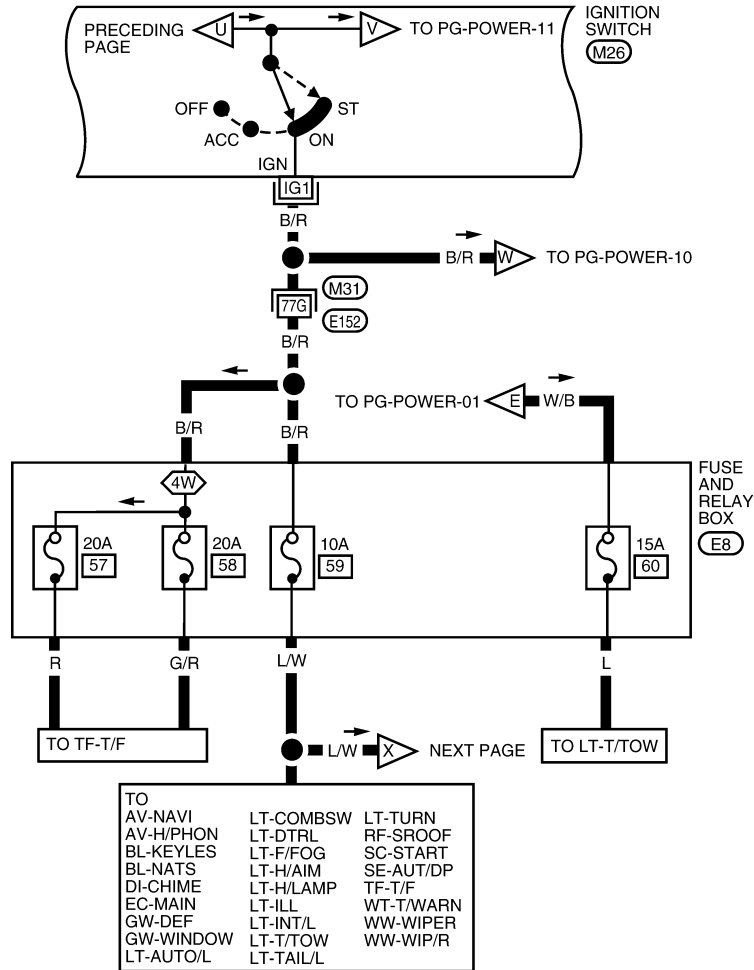 PRECEDING
PAGE
U
V
TO PG-POWER-11
IGNITION
SWITCH
M26
OFF
ST
ACC
ON
IGN
IG1
B/R
B/R
W
TO PG-POWER-10
M31
77G
E152
B/R
TO PG-POWER-01
E
W/B
B/R
B/R
4W
FUSE
AND
RELAY
BOX
E8
20A
57
20A
58
10A
59
15A
60
R
G/R
L/W
L
TO TF-T/F
L/W
X
NEXT PAGE
TO LT-T/TOW
TO
AV-NAVI
AV-H/PHON
BL-KEYLES
BL-NATS
DI-CHIME
EC-MAIN
GW-DEF
GW-WINDOW
LT-AUTO/L
LT-COMBSW
LT-DTRL
LT-F/FOG
LT-H/AIM
LT-H/LAMP
LT-ILL
LT-INT/L
LT-T/TOW
LT-TAIL/L
LT-TURN
RF-SROOF
SC-START
SE-AUT/DP
TF-T/F
WT-T/WARN
WW-WIPER
WW-WIP/R